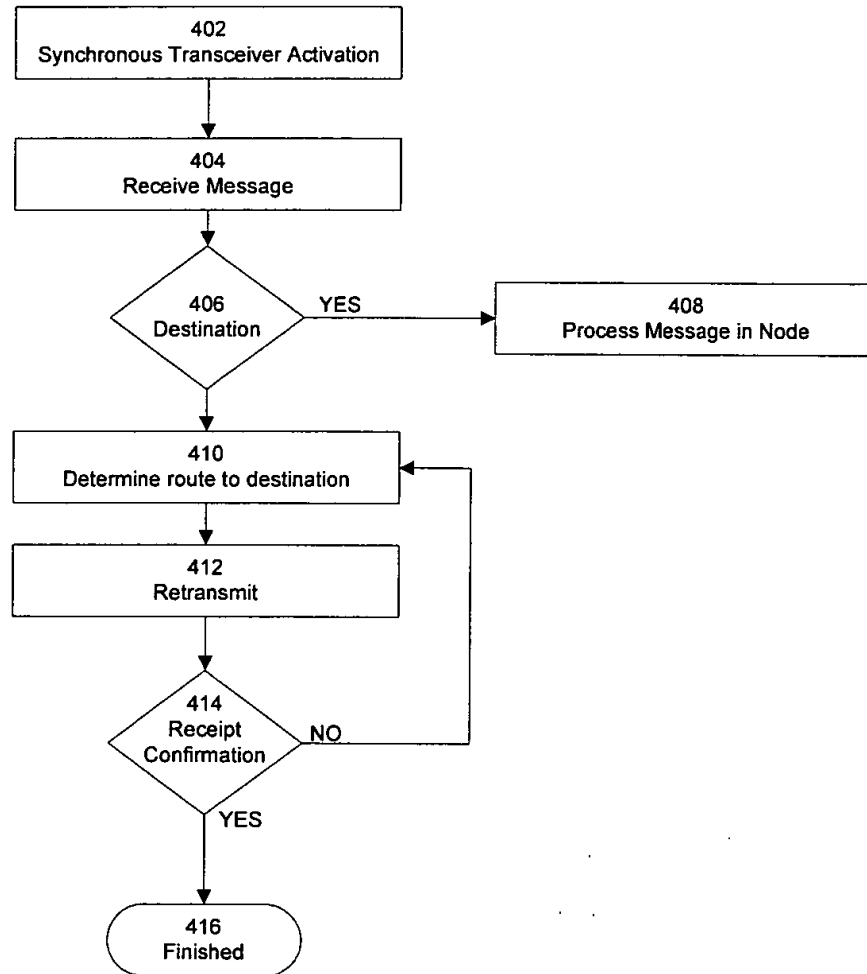 402
Synchronous Transceiver Activation
404
Receive Message
406
Destination
YES
408
Process Message in Node
410
Determine route to destination
412
Retransmit
414
Receipt
Confirmation
NO
YES
416
Finished